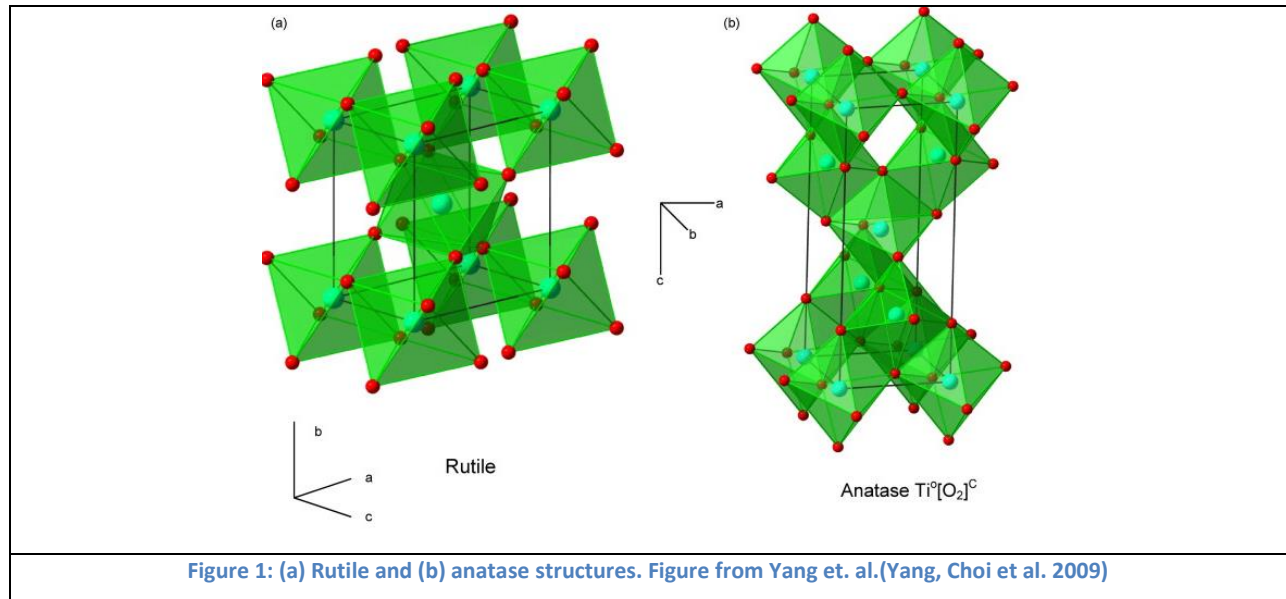 (a)
(b)
a
b
c
b
a
c
Rutile
Anatase Tiº[O₂]ᶜ
Figure 1: (a) Rutile and (b) anatase structures. Figure from Yang et. al.(Yang, Choi et al. 2009)